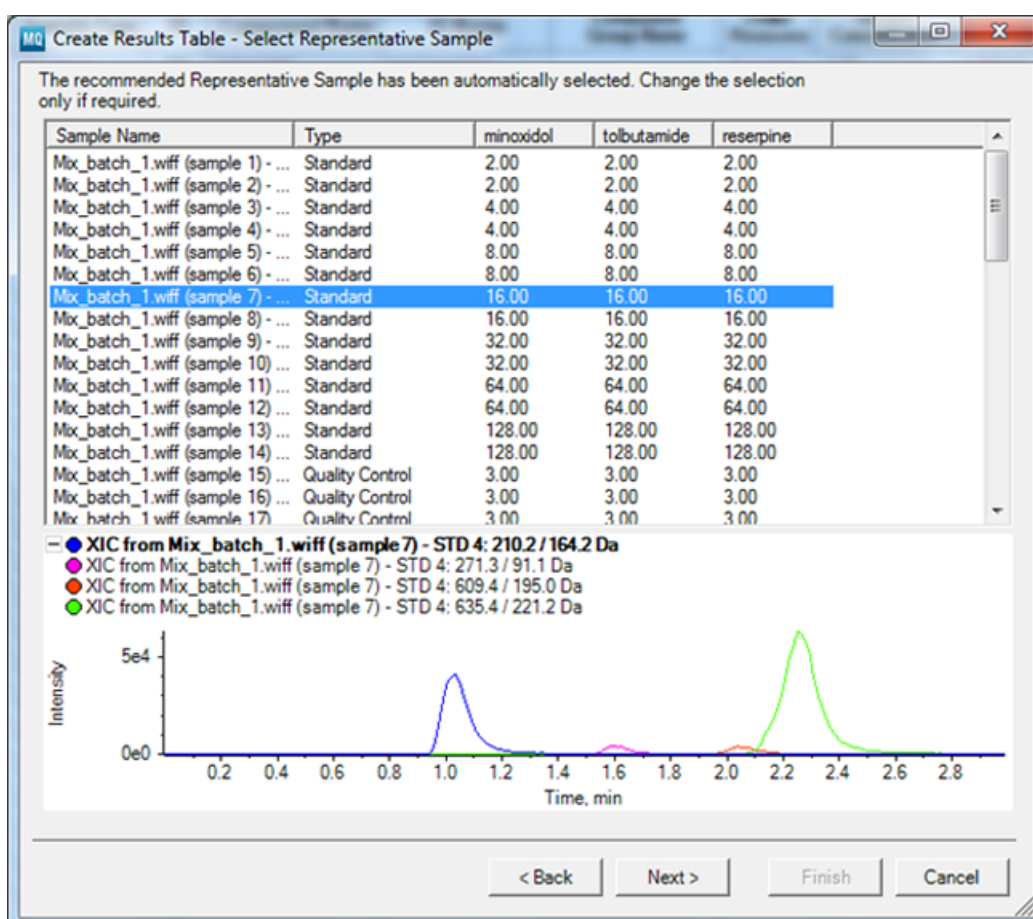 MQ Create Results Table - Select Representative Sample
The recommended Representative Sample has been automatically selected. Change the selection
only if required.
Sample Name Type minoxidol tolbutamide reserpine
Mix_batch_1.wiff (sample 1) - ... Standard 2.00 2.00 2.00
Mix_batch_1.wiff (sample 2) - ... Standard 2.00 2.00 2.00
Mix_batch_1.wiff (sample 3) - ... Standard 4.00 4.00 4.00
Mix_batch_1.wiff (sample 4) - ... Standard 4.00 4.00 4.00
Mix_batch_1.wiff (sample 5) - ... Standard 8.00 8.00 8.00
Mix_batch_1.wiff (sample 6) - ... Standard 8.00 8.00 8.00
Mix_batch_1.wiff (sample 7) - ... Standard 16.00 16.00 16.00
Mix_batch_1.wiff (sample 8) - ... Standard 16.00 16.00 16.00
Mix_batch_1.wiff (sample 9) - ... Standard 32.00 32.00 32.00
Mix_batch_1.wiff (sample 10) ... Standard 32.00 32.00 32.00
Mix_batch_1.wiff (sample 11) ... Standard 64.00 64.00 64.00
Mix_batch_1.wiff (sample 12) ... Standard 64.00 64.00 64.00
Mix_batch_1.wiff (sample 13) ... Standard 128.00 128.00 128.00
Mix_batch_1.wiff (sample 14) ... Standard 128.00 128.00 128.00
Mix_batch_1.wiff (sample 15) ... Quality Control 3.00 3.00 3.00
Mix_batch_1.wiff (sample 16) ... Quality Control 3.00 3.00 3.00
Mix_batch_1.wiff (sample 17) ... Quality Control 3.00 3.00 3.00
XIC from Mix_batch_1.wiff (sample 7) - STD 4: 210.2 / 164.2 Da
XIC from Mix_batch_1.wiff (sample 7) - STD 4: 271.3 / 91.1 Da
XIC from Mix_batch_1.wiff (sample 7) - STD 4: 609.4 / 195.0 Da
XIC from Mix_batch_1.wiff (sample 7) - STD 4: 635.4 / 221.2 Da
Intensity
5e4
0e0
0.2 0.4 0.6 0.8 1.0 1.2 1.4 1.6 1.8 2.0 2.2 2.4 2.6 2.8
Time, min
< Back Next > Finish Cancel